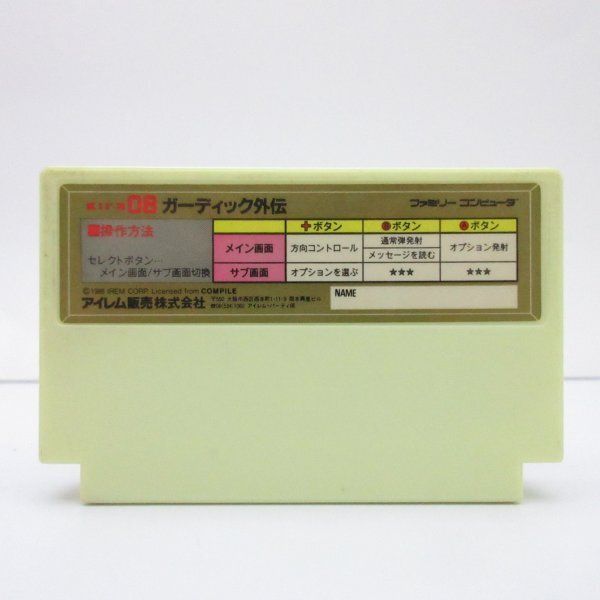 08 ガーディック外伝
ファミリー コンピュータ
■操作方法
セレクトボタン…
メイン画面/サブ画面切換
✚ボタン Ⓑボタン Ⓐボタン
メイン画面 方向コントロール 通常弾発射 オプション発射
メッセージを読む
サブ画面 オプションを選ぶ ★★★ ★★★
©1988 IREM CORP. Licensed from COMPILE
アイレム販売株式会社
NAME